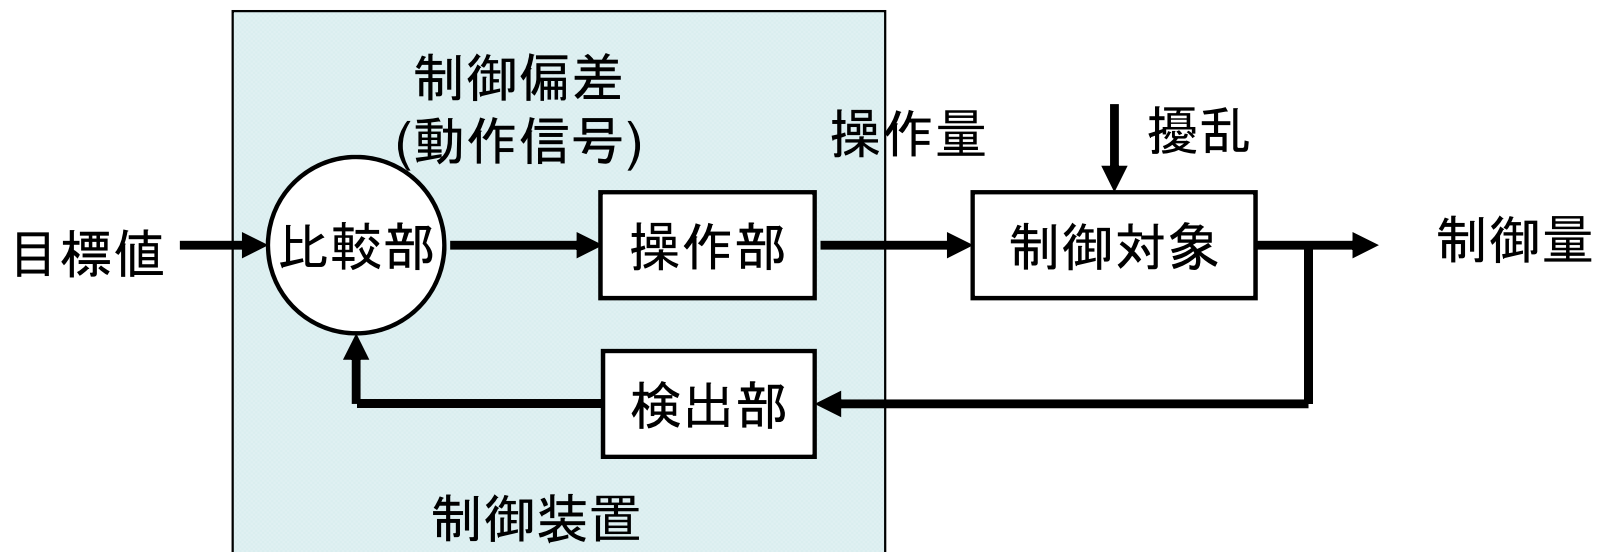 制御偏差
(動作信号)
操作量
擾乱
目標値
比較部
操作部
制御対象
制御量
検出部
制御装置